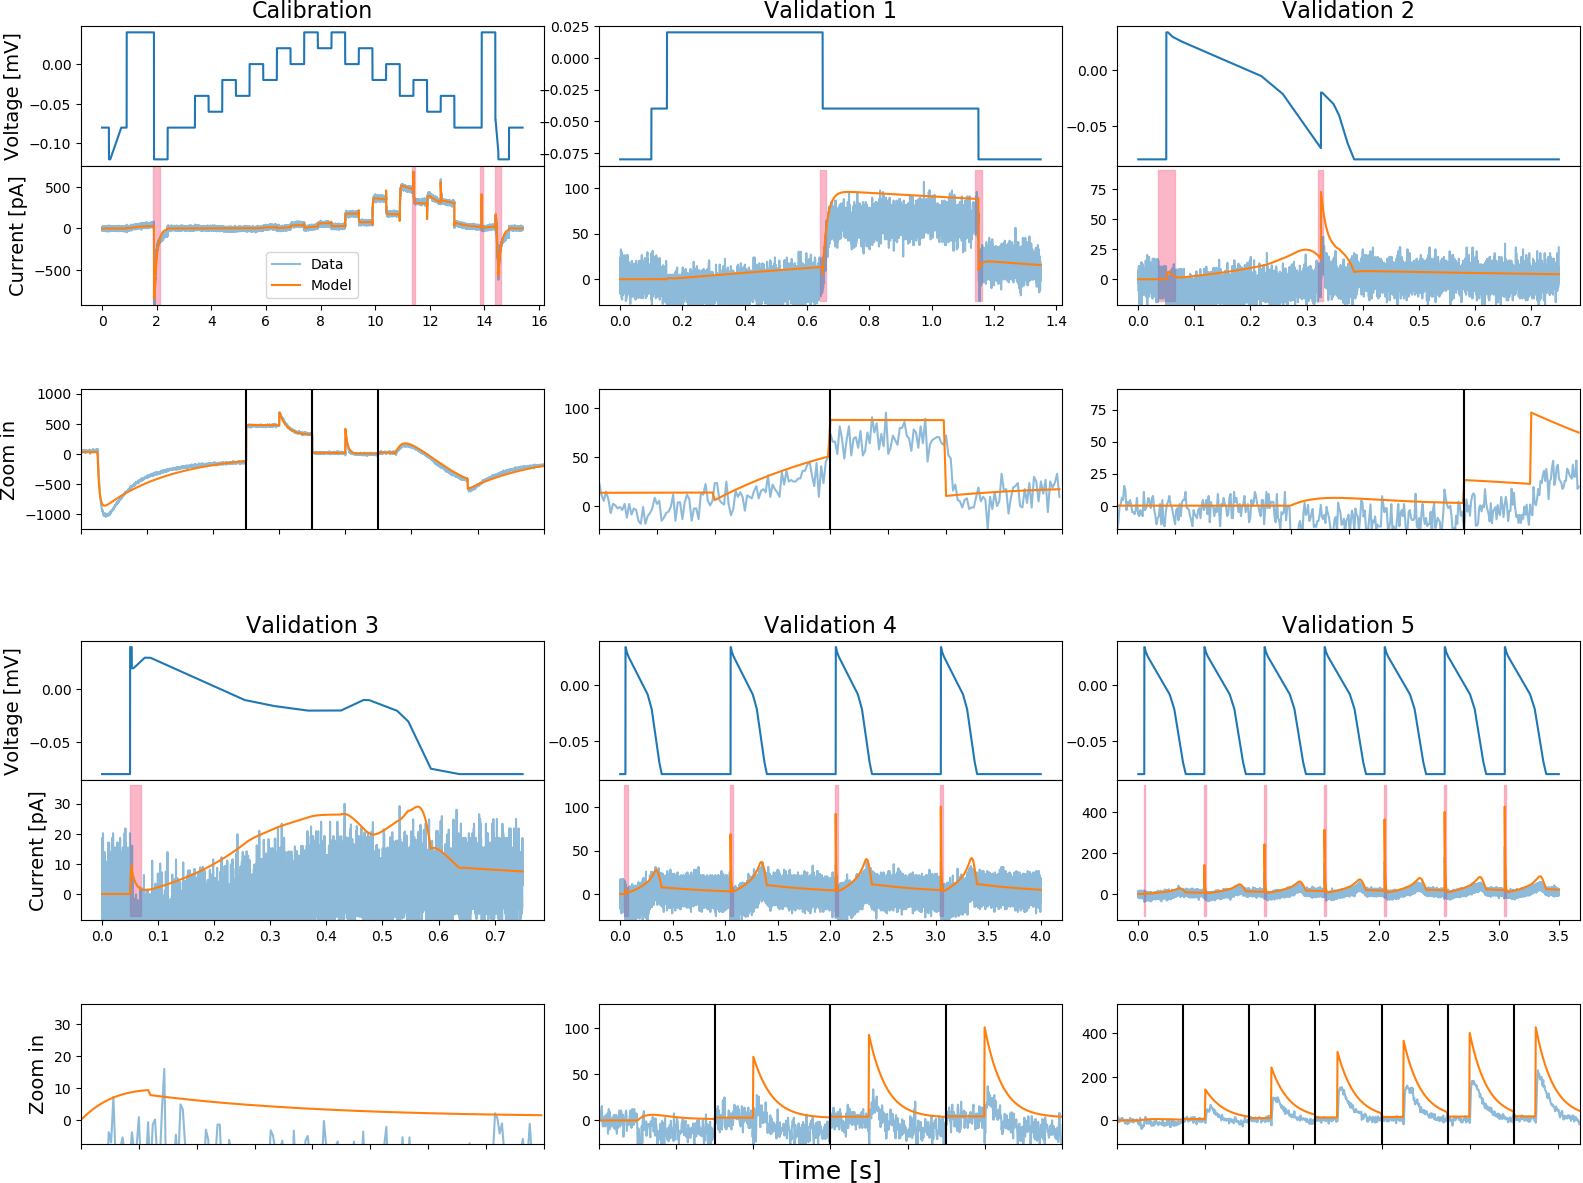 Calibration
Validation 1
Validation 2
Voltage [mV]
0.00
−0.05
−0.10
0.025
0.000
−0.025
−0.050
−0.075
0.00
−0.05
Current [pA]
500
0
−500
Data
Model
100
50
0
75
50
25
0
0 2 4 6 8 10 12 14 16
0.0 0.2 0.4 0.6 0.8 1.0 1.2 1.4
0.0 0.1 0.2 0.3 0.4 0.5 0.6 0.7
Zoom in
1000
500
0
−500
−1000
100
50
0
75
50
25
0
Validation 3
Validation 4
Validation 5
Voltage [mV]
0.00
−0.05
0.00
−0.05
0.00
−0.05
Current [pA]
30
20
10
0
100
50
0
400
200
0
0.0 0.1 0.2 0.3 0.4 0.5 0.6 0.7
0.0 0.5 1.0 1.5 2.0 2.5 3.0 3.5 4.0
0.0 0.5 1.0 1.5 2.0 2.5 3.0 3.5
Zoom in
30
20
10
0
100
50
0
400
200
0
Time [s]